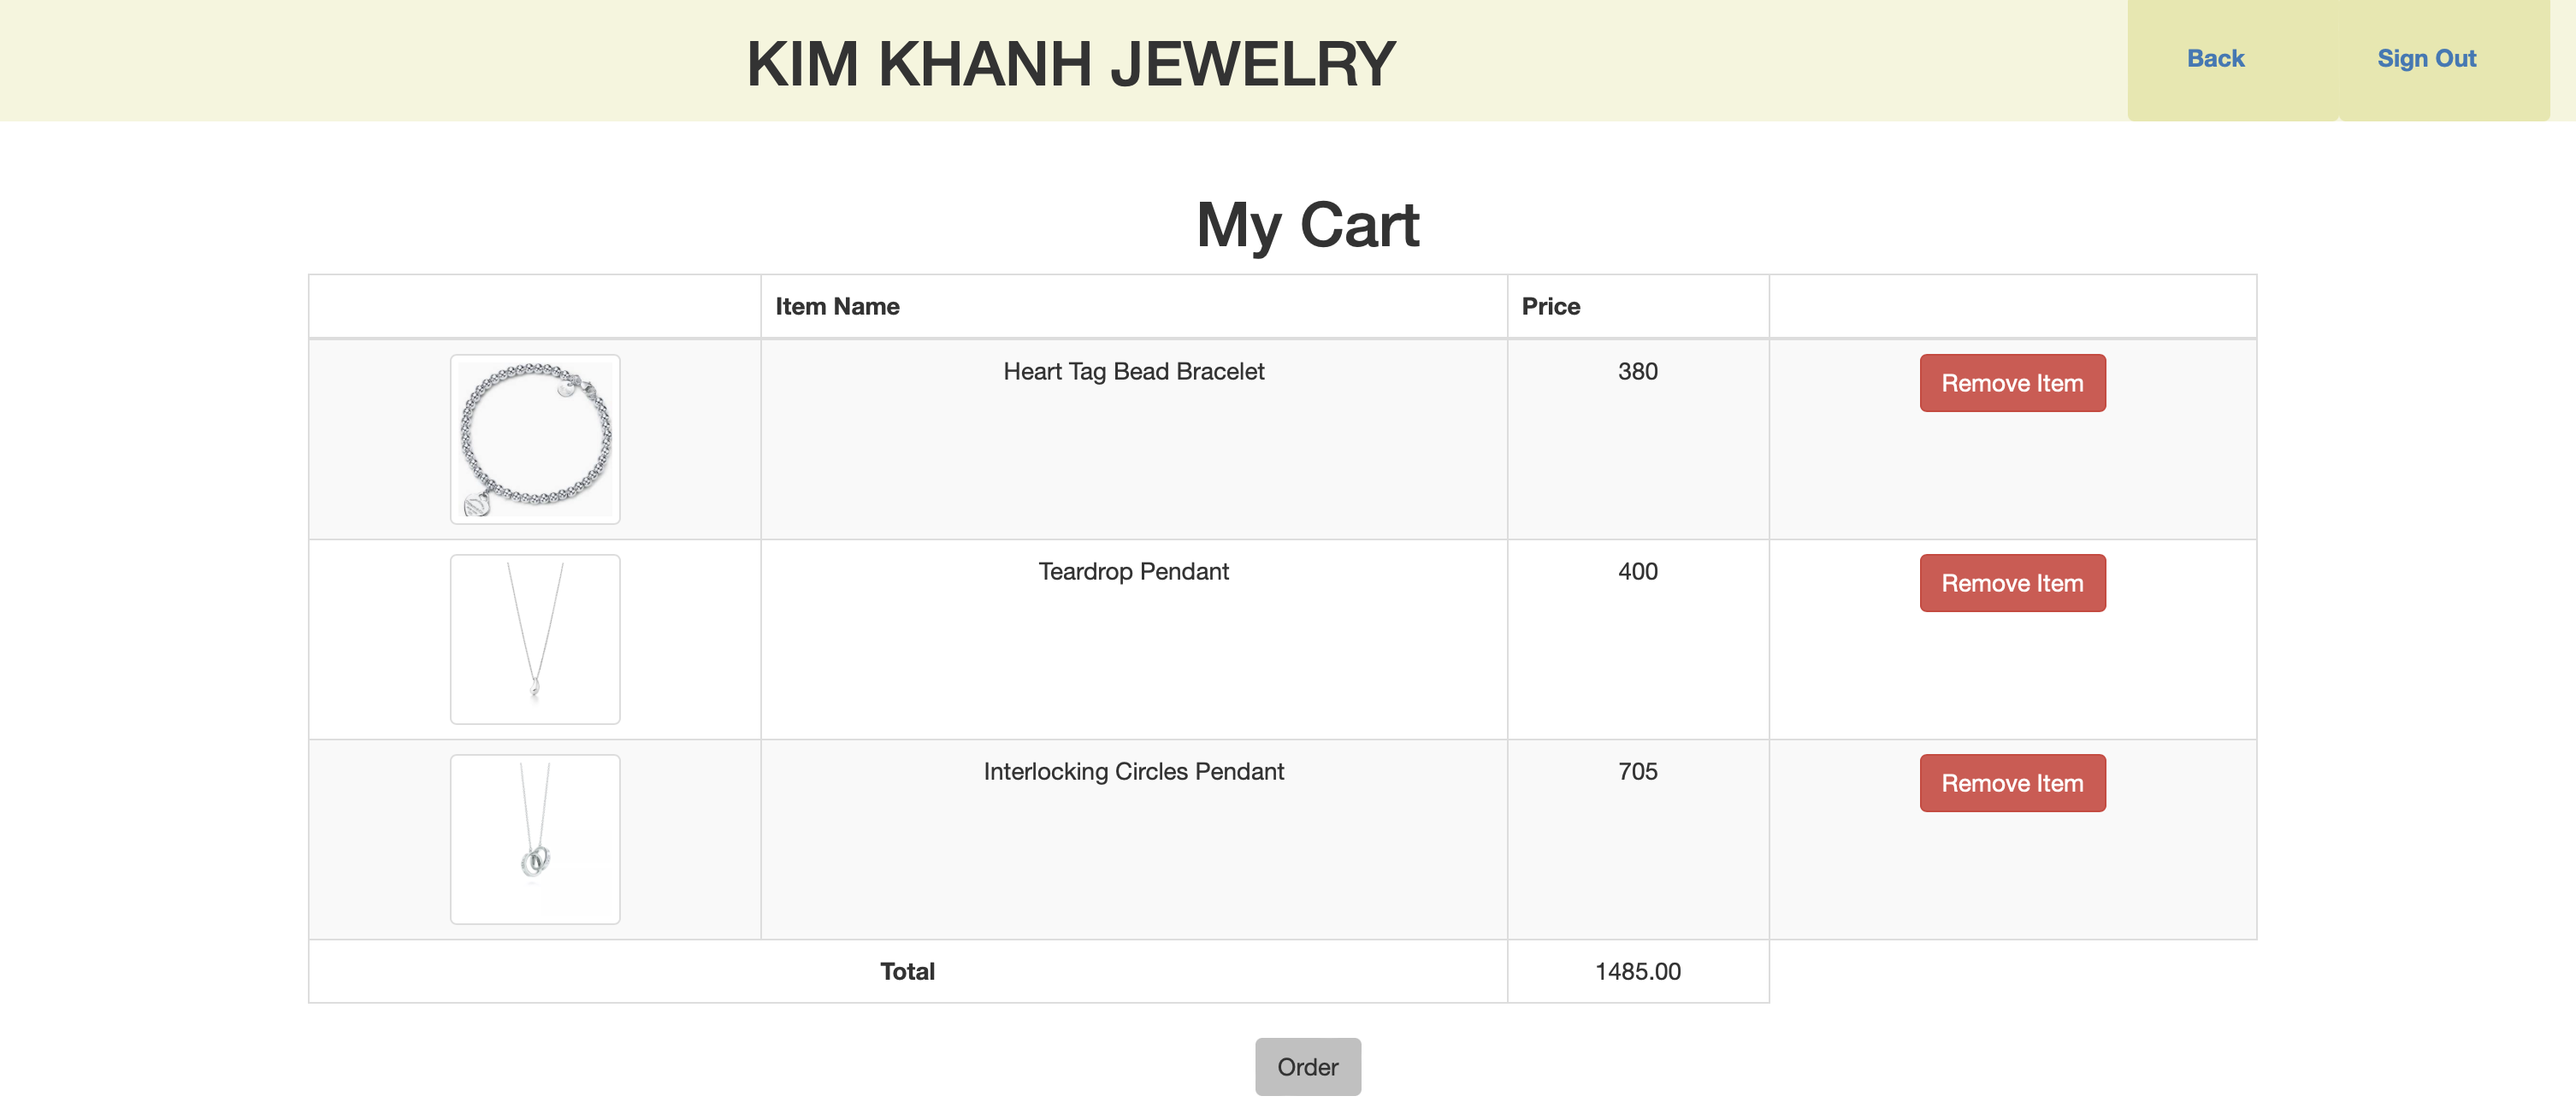 KIM KHANH JEWELRY
Back
Sign Out
My Cart
Item Name
Price
Heart Tag Bead Bracelet
380
Remove Item
Teardrop Pendant
400
Remove Item
Interlocking Circles Pendant
705
Remove Item
Total
1485.00
Order